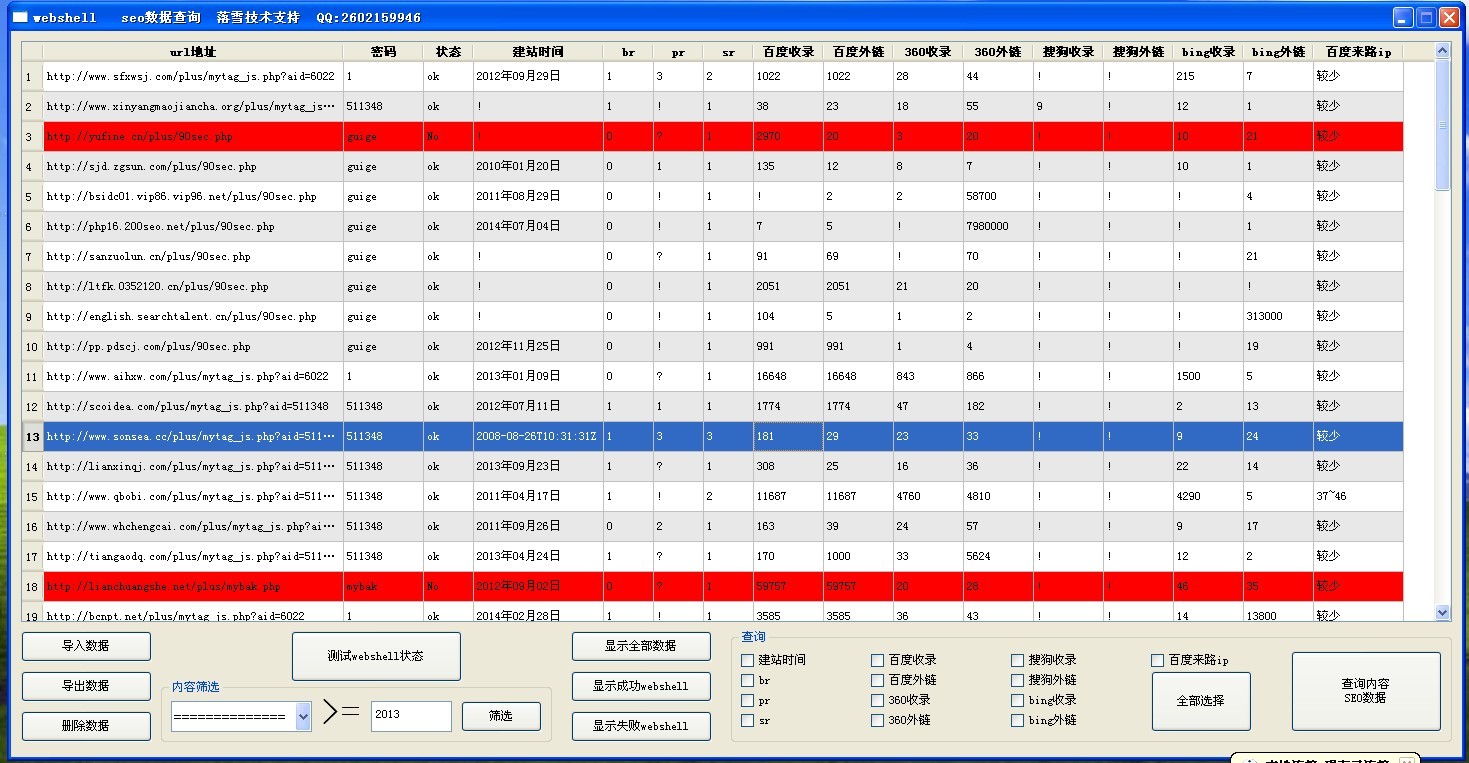 webshell seo数据查询 落雪技术支持 QQ:2602159946
url地址 密码 状态 建站时间 br pr sr 百度收录 百度外链 360收录 360外链 搜狗收录 搜狗外链 bing收录 bing外链 百度来路ip
1 http://www.sfxwsj.com/plus/mytag_js.php?aid=6022 1 ok 2012年09月29日 1 3 2 1022 1022 28 44 ! ! 215 7 较少
2 http://www.xinyangmaojiancha.org/plus/mytag_js··· 511348 ok ! 1 ! 1 38 23 18 55 9 ! 12 1 较少
3 http://yufine.cn/plus/90sec.php guige No ! 0 ? 1 2970 20 3 20 ! ! 10 21 较少
4 http://sjd.zgsun.com/plus/90sec.php guige ok 2010年01月20日 0 1 1 135 12 8 7 ! ! 10 1 较少
5 http://bsidc01.vip86.vip96.net/plus/90sec.php guige ok 2011年08月29日 0 ! 1 ! 2 2 58700 ! ! ! 4 较少
6 http://php16.200seo.net/plus/90sec.php guige ok 2014年07月04日 0 ! 1 7 5 ! 7980000 ! ! ! 1 较少
7 http://sanzuolun.cn/plus/90sec.php guige ok ! 0 ? 1 91 69 ! 70 ! ! ! 21 较少
8 http://ltfk.0352120.cn/plus/90sec.php guige ok ! 0 ! 1 2051 2051 21 20 ! ! ! ! 较少
9 http://english.searchtalent.cn/plus/90sec.php guige ok ! 0 ! 1 104 5 1 2 ! ! ! 313000 较少
10 http://pp.pdscj.com/plus/90sec.php guige ok 2012年11月25日 0 ! 1 991 991 1 4 ! ! ! 19 较少
11 http://www.aihxw.com/plus/mytag_js.php?aid=6022 1 ok 2013年01月09日 0 ? 1 16648 16648 843 866 ! ! 1500 5 较少
12 http://scoidea.com/plus/mytag_js.php?aid=511348 511348 ok 2012年07月11日 1 1 1 1774 1774 47 182 ! ! 2 13 较少
13 http://www.sonsea.cc/plus/mytag_js.php?aid=511··· 511348 ok 2008-08-26T10:31:31Z 1 3 3 181 29 23 33 ! ! 9 24 较少
14 http://lianxinqj.com/plus/mytag_js.php?aid=511··· 511348 ok 2013年09月23日 1 ? 1 308 25 16 36 ! ! 22 14 较少
15 http://www.qbobi.com/plus/mytag_js.php?aid=511··· 511348 ok 2011年04月17日 1 ! 2 11687 11687 4760 4810 ! ! 4290 5 37~46
16 http://www.whchengcai.com/plus/mytag_js.php?ai··· 511348 ok 2011年09月26日 0 2 1 163 39 24 57 ! ! 9 17 较少
17 http://tiangaodq.com/plus/mytag_js.php?aid=511··· 511348 ok 2013年04月24日 1 ? 1 170 1000 33 5624 ! ! 12 2 较少
18 http://lianchuangshe.net/plus/mybak.php mybak No 2012年09月02日 0 ? 1 59757 59757 20 28 ! ! 46 35 较少
19 http://bcnpt.net/plus/mytag_js.php?aid=6022 1 ok 2014年02月28日 1 ! 1 3585 3585 36 43 ! ! 14 13800 较少
导入数据
导出数据
删除数据
测试webshell状态
内容筛选
============== >= 2013 筛选
显示全部数据
显示成功webshell
显示失败webshell
查询
建站时间 百度收录 搜狗收录 百度来路ip
br 百度外链 搜狗外链
pr 360收录 bing收录
sr 360外链 bing外链
全部选择
查询内容
SEO数据